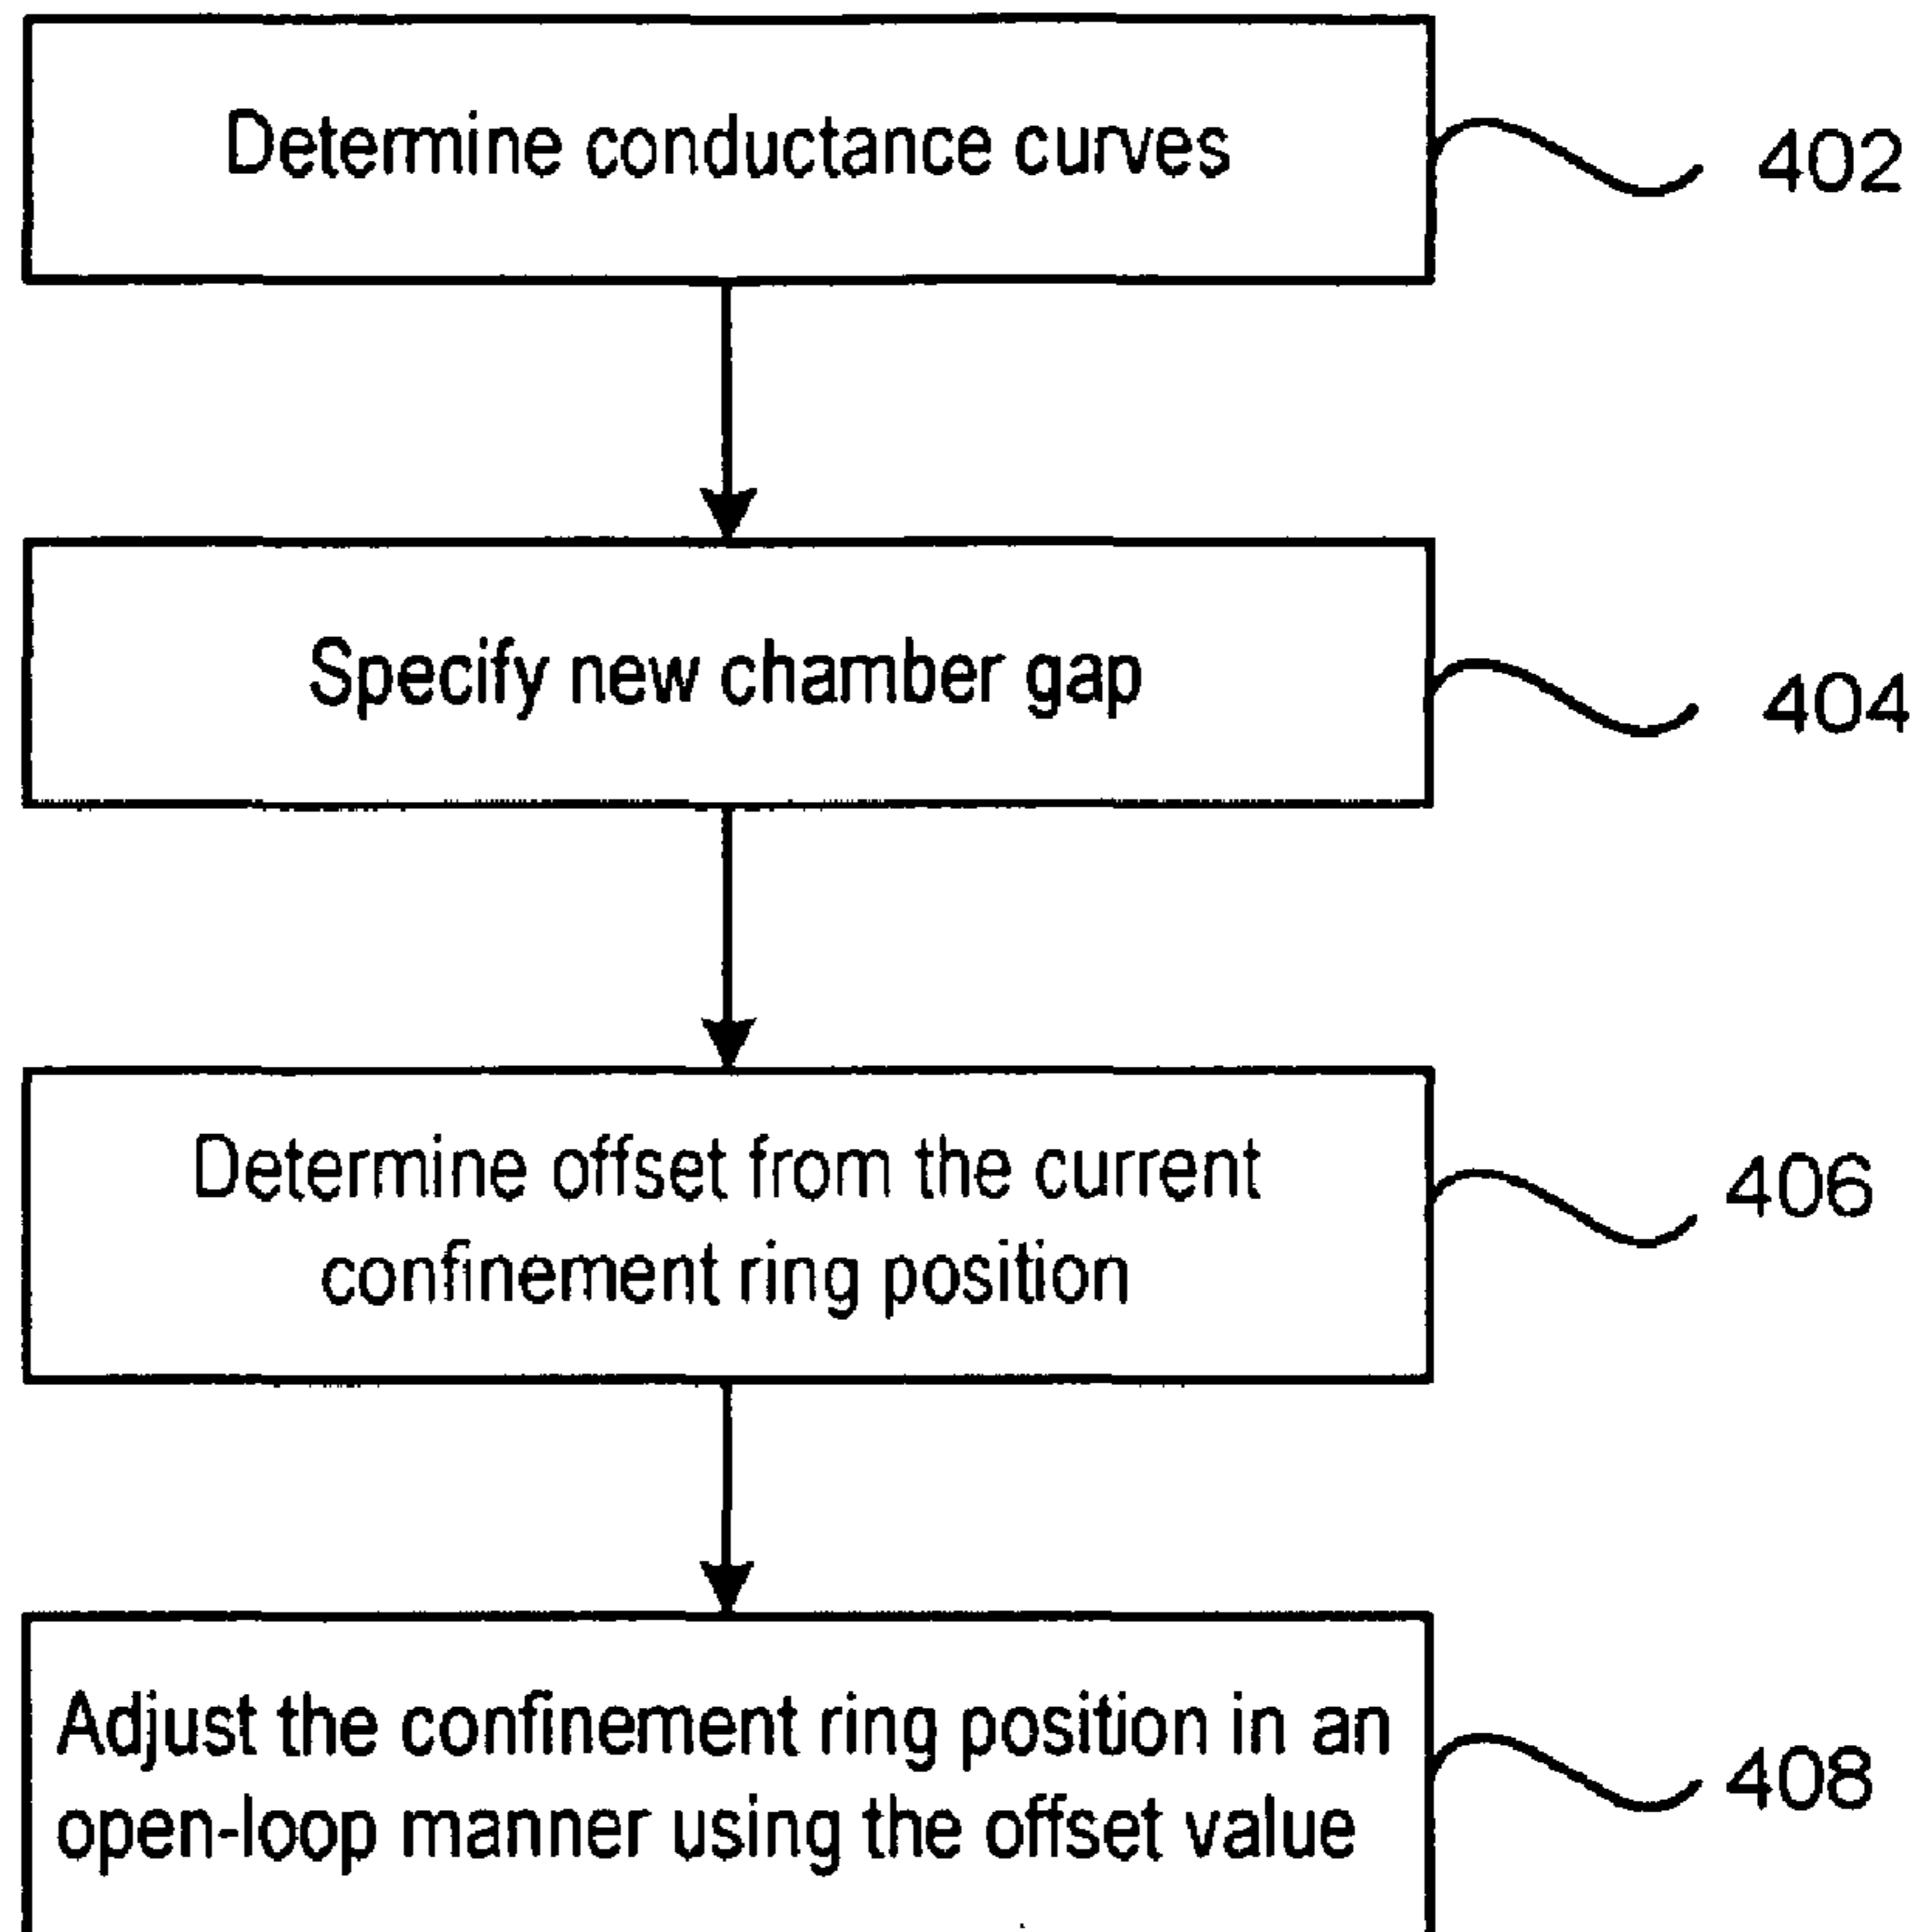 Determine conductance curves
402
Specify new chamber gap
404
Determine offset from the current
confinement ring position
406
Adjust the confinement ring position in an
open-loop manner using the offset value
408